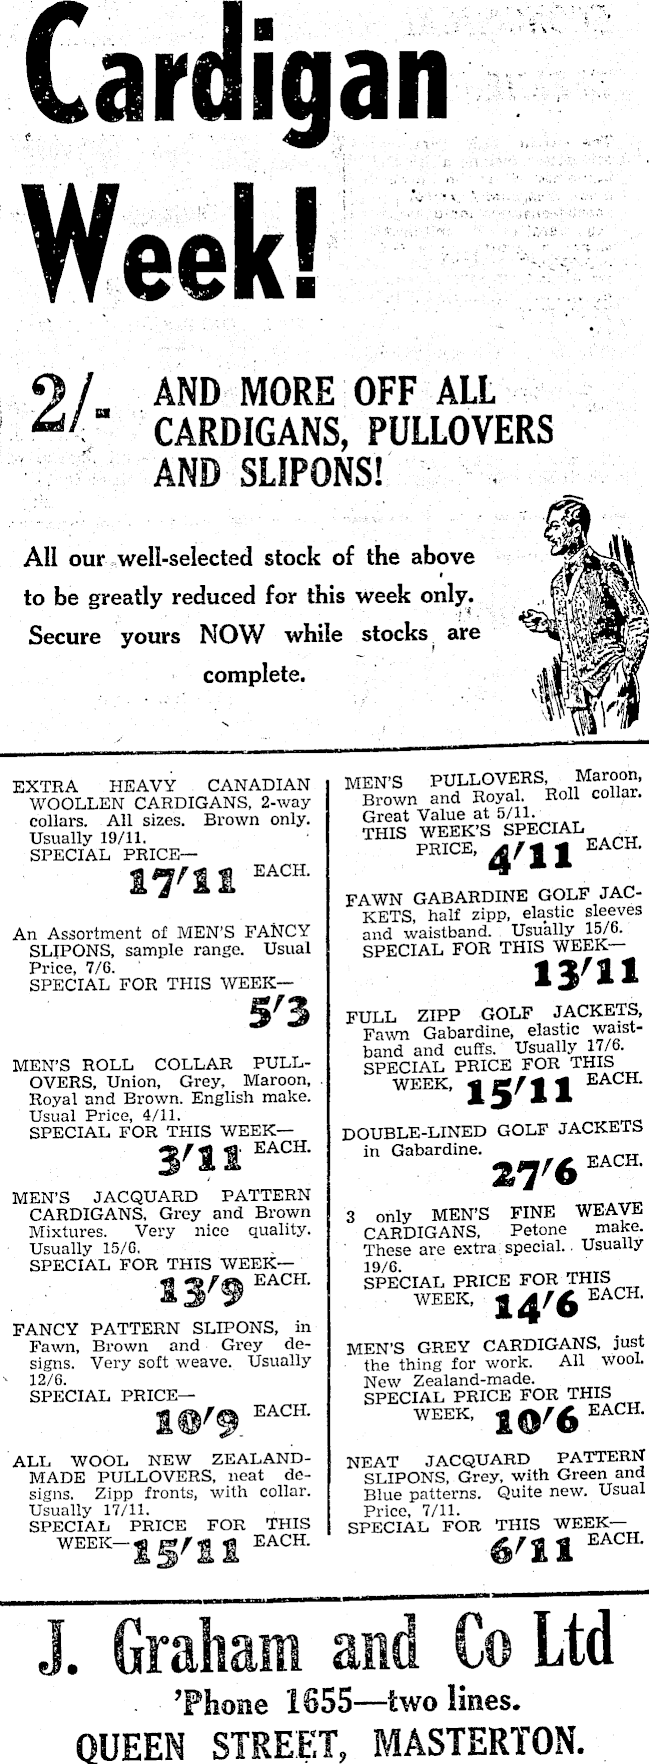 Cardigan
Week!
2/- AND MORE OFF ALL
CARDIGANS, PULLOVERS
AND SLIPONS!
All our well-selected stock of the above
to be greatly reduced for this week only.
Secure yours NOW while stocks are
complete.
EXTRA HEAVY CANADIAN
WOOLLEN CARDIGANS, 2-way
collars. All sizes. Brown only.
Usually 19/11.
SPECIAL PRICE—
17/11 EACH.
An Assortment of MEN'S FANCY
SLIPONS, sample range. Usual
Price, 7/6.
SPECIAL FOR THIS WEEK—
5/3
MEN'S ROLL COLLAR PULL-
OVERS, Union, Grey, Maroon,
Royal and Brown. English make.
Usual Price, 4/11.
SPECIAL FOR THIS WEEK—
3/11 EACH.
MEN'S JACQUARD PATTERN
CARDIGANS, Grey and Brown
Mixtures. Very nice quality.
Usually 15/6.
SPECIAL FOR THIS WEEK—
13/9 EACH.
FANCY PATTERN SLIPONS, in
Fawn, Brown and Grey de-
signs. Very soft weave. Usually
12/6.
SPECIAL PRICE—
10/9 EACH.
ALL WOOL NEW ZEALAND-
MADE PULLOVERS, neat de-
signs. Zipp fronts, with collar.
Usually 17/11.
SPECIAL PRICE FOR THIS
WEEK— 15/11 EACH.
MEN'S PULLOVERS, Maroon,
Brown and Royal. Roll collar.
Great Value at 5/11.
THIS WEEK'S SPECIAL
PRICE, 4/11 EACH.
FAWN GABARDINE GOLF JAC-
KETS, half zipp, elastic sleeves
and waistband. Usually 15/6.
SPECIAL FOR THIS WEEK—
13/11
FULL ZIPP GOLF JACKETS,
Fawn Gabardine, elastic waist-
band and cuffs. Usually 17/6.
SPECIAL PRICE FOR THIS
WEEK, 15/11 EACH.
DOUBLE-LINED GOLF JACKETS
in Gabardine.
27/6 EACH.
3 only MEN'S FINE WEAVE
CARDIGANS, Petone make.
These are extra special. Usually
19/6.
SPECIAL PRICE FOR THIS
WEEK, 14/6 EACH.
MEN'S GREY CARDIGANS, just
the thing for work. All wool.
New Zealand-made.
SPECIAL PRICE FOR THIS
WEEK, 10/6 EACH.
NEAT JACQUARD PATTERN
SLIPONS, Grey, with Green and
Blue patterns. Quite new. Usual
Price, 7/11.
SPECIAL FOR THIS WEEK—
6/11 EACH.
J. Graham and Co Ltd
'Phone 1655—two lines.
QUEEN STREET, MASTERTON.